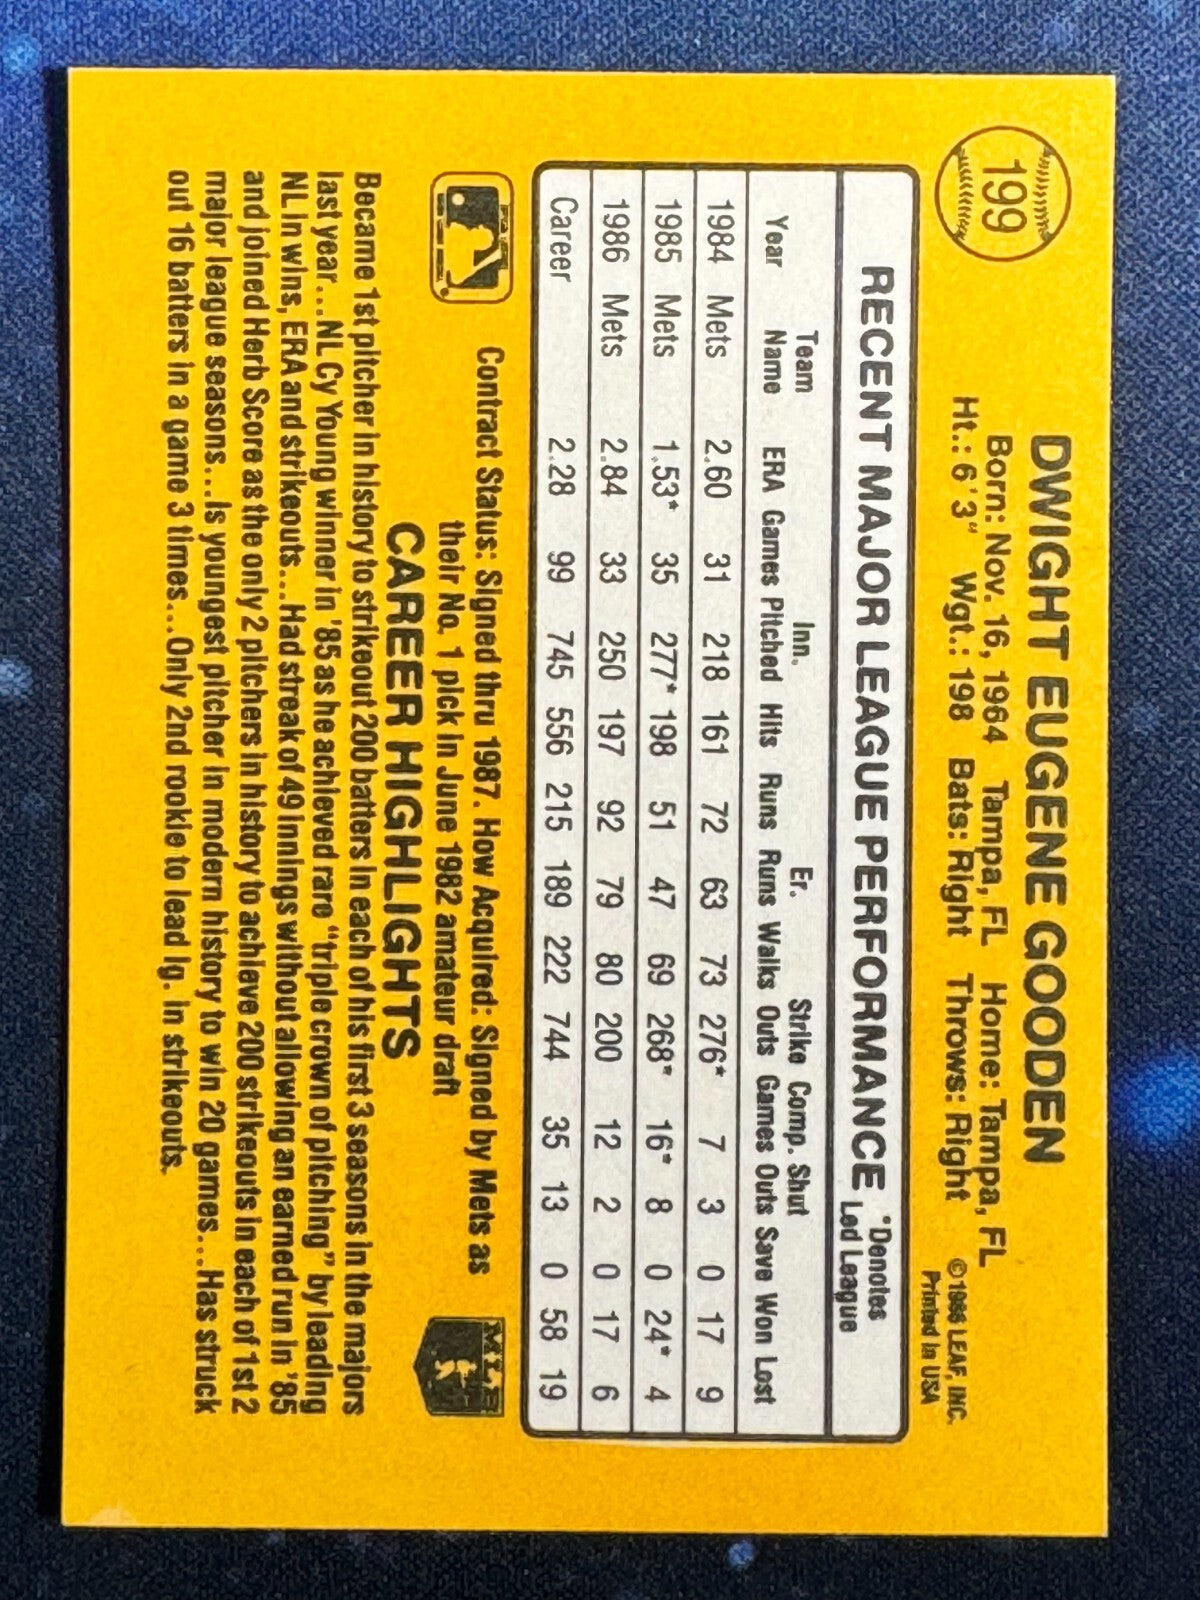 199
DWIGHT EUGENE GOODEN
Born: Nov. 16, 1964 Tampa, FL Home: Tampa, FL
Ht.: 6'3" Wgt.: 198 Bats: Right Throws: Right
©1986 LEAF, INC.
Printed in USA
RECENT MAJOR LEAGUE PERFORMANCE
*Denotes
Led League
Team Inn. Er. Strike Comp. Shut
Year Name ERA Games Pitched Hits Runs Runs Walks Outs Games Outs Save Won Lost
1984 Mets 2.60 31 218 161 72 63 73 276* 7 3 0 17 9
1985 Mets 1.53* 35 277* 198 51 47 69 268* 16* 8 0 24* 4
1986 Mets 2.84 33 250 197 92 79 80 200 12 2 0 17 6
Career 2.28 99 745 556 215 189 222 744 35 13 0 58 19
Contract Status: Signed thru 1987. How Acquired: Signed by Mets as
their No. 1 pick in June 1982 amateur draft
MLB
CAREER HIGHLIGHTS
Became 1st pitcher in history to strikeout 200 batters in each of his first 3 seasons in the majors
last year...NL Cy Young winner in '85 as he achieved rare "triple crown of pitching" by leading
NL in wins, ERA and strikeouts...Had streak of 49 innings without allowing an earned run in '85
and joined Herb Score as the only 2 pitchers in history to achieve 200 strikeouts in each of 1st 2
major league seasons...Is youngest pitcher in modern history to win 20 games...Has struck
out 16 batters in a game 3 times...Only 2nd rookie to lead lg. in strikeouts.